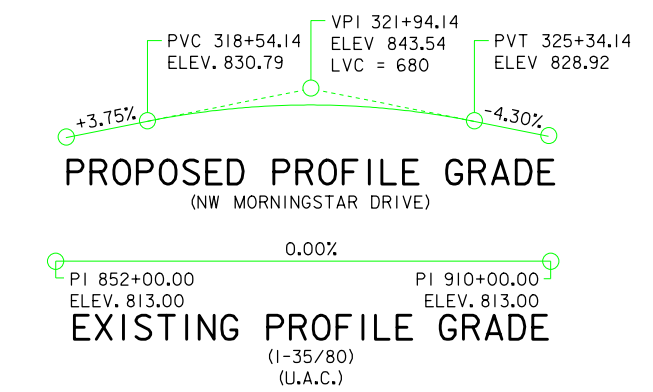 VPI 321+94.14
ELEV 843.54
LVC = 680
PVC 318+54.14
ELEV. 830.79
PVT 325+34.14
ELEV 828.92
+3.75%
-4.30%
PROPOSED PROFILE GRADE
(NW MORNINGSTAR DRIVE)
0.00%
PI 852+00.00
ELEV. 813.00
PI 910+00.00
ELEV. 813.00
EXISTING PROFILE GRADE
(I-35/80)
(U.A.C.)